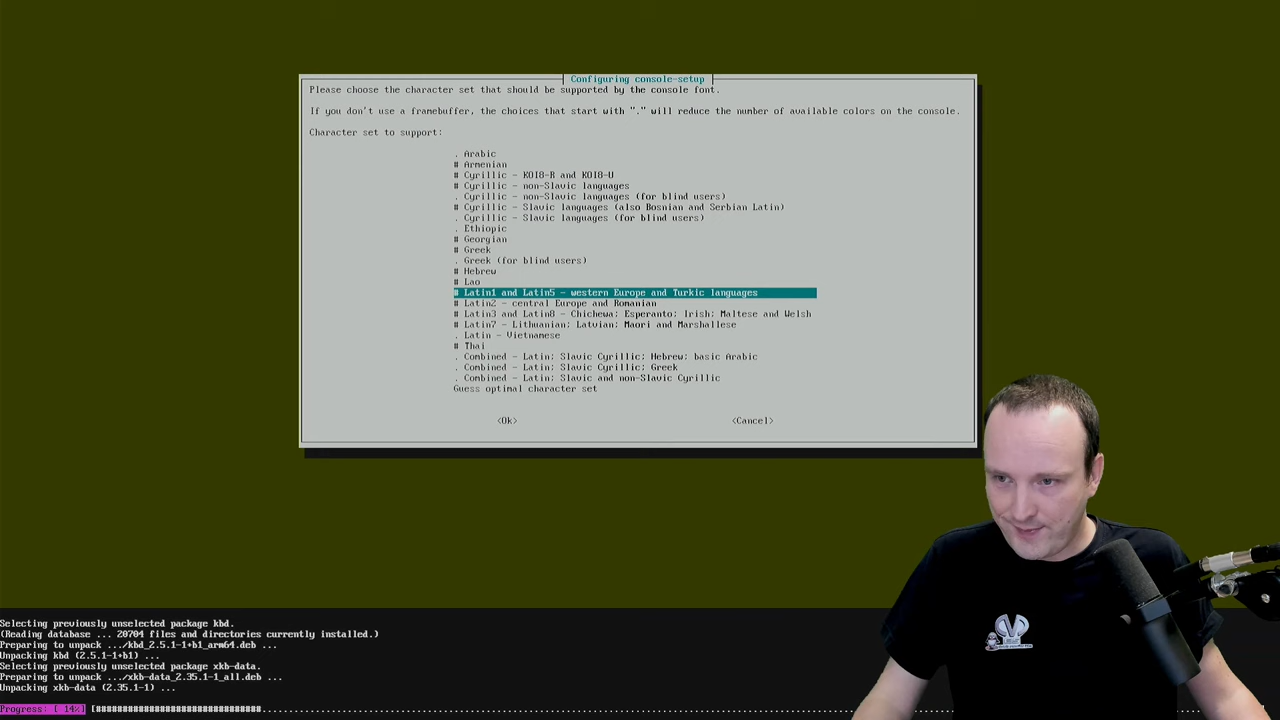 Configuring console-setup
Please choose the character set that should be supported by the console font.
If you don't use a framebuffer, the choices that start with "." will reduce the number of available colors on the console.
Character set to support:
. Arabic
# Armenian
# Cyrillic - KOI8-R and KOI8-U
# Cyrillic - non-Slavic languages
. Cyrillic - non-Slavic languages (for blind users)
# Cyrillic - Slavic languages (also Bosnian and Serbian Latin)
. Cyrillic - Slavic languages (for blind users)
. Ethiopic
# Georgian
# Greek
. Greek (for blind users)
# Hebrew
# Lao
# Latin1 and Latin5 - western Europe and Turkic languages
# Latin2 - central Europe and Romanian
# Latin3 and Latin8 - Chichewa; Esperanto; Irish; Maltese and Welsh
# Latin7 - Lithuanian; Latvian; Maori and Marshallese
. Latin - Vietnamese
# Thai
. Combined - Latin; Slavic Cyrillic; Hebrew; basic Arabic
. Combined - Latin; Slavic Cyrillic; Greek
. Combined - Latin; Slavic and non-Slavic Cyrillic
Guess optimal character set
<Ok> <Cancel>
Selecting previously unselected package kbd.
(Reading database ... 20704 files and directories currently installed.)
Preparing to unpack .../kbd_2.5.1-1+b1_arm64.deb ...
Unpacking kbd (2.5.1-1+b1) ...
Selecting previously unselected package xkb-data.
Preparing to unpack .../xkb-data_2.35.1-1_all.deb ...
Unpacking xkb-data (2.35.1-1) ...
Progress: [ 14%]